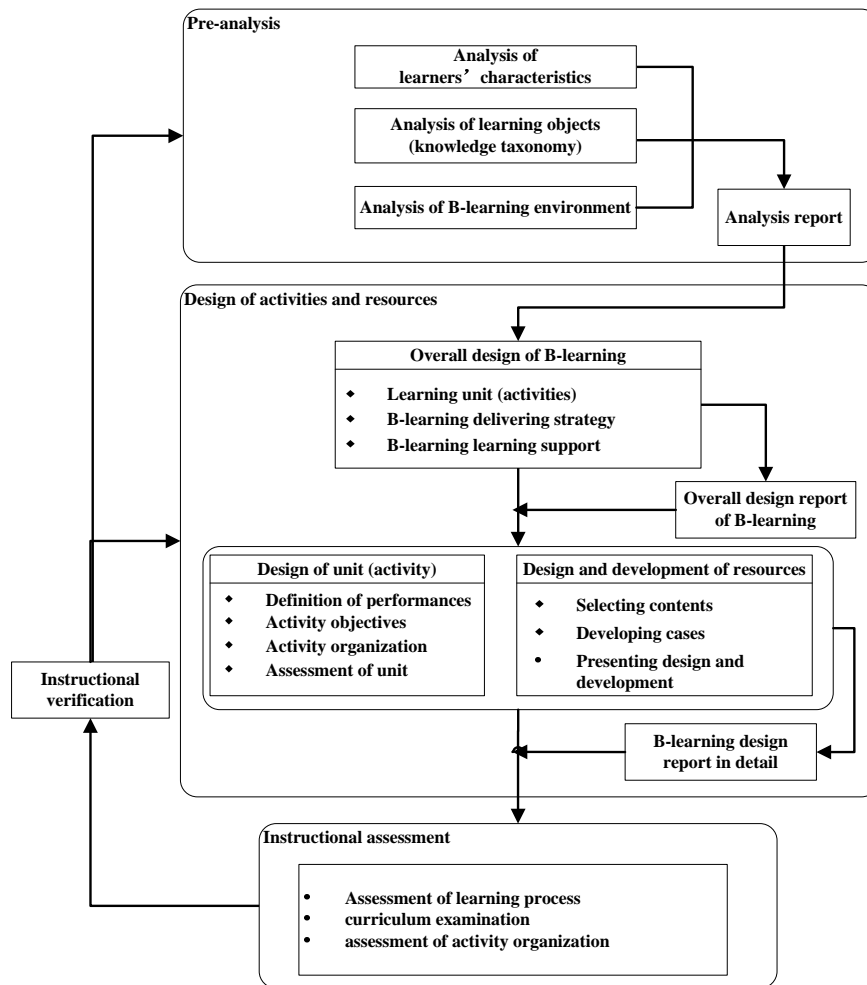 Pre-analysis
Analysis of
learners’ characteristics
Analysis of learning objects
(knowledge taxonomy)
Analysis of B-learning environment
Analysis report
Design of activities and resources
Overall design of B-learning
Learning unit (activities)
B-learning delivering strategy
B-learning learning support
Overall design report
of B-learning
Design of unit (activity)
Definition of performances
Activity objectives
Activity organization
Assessment of unit
Design and development of resources
Selecting contents
Developing cases
Presenting design and
development
Instructional
verification
B-learning design
report in detail
Instructional assessment
Assessment of learning process
curriculum examination
assessment of activity organization